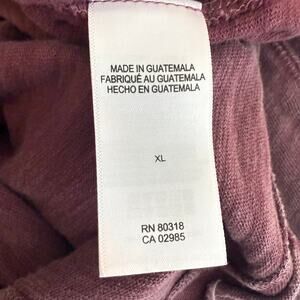 MADE IN GUATEMALA
FABRIQUÉ AU GUATEMALA
HECHO EN GUATEMALA
XL
RN 80318
CA 02985